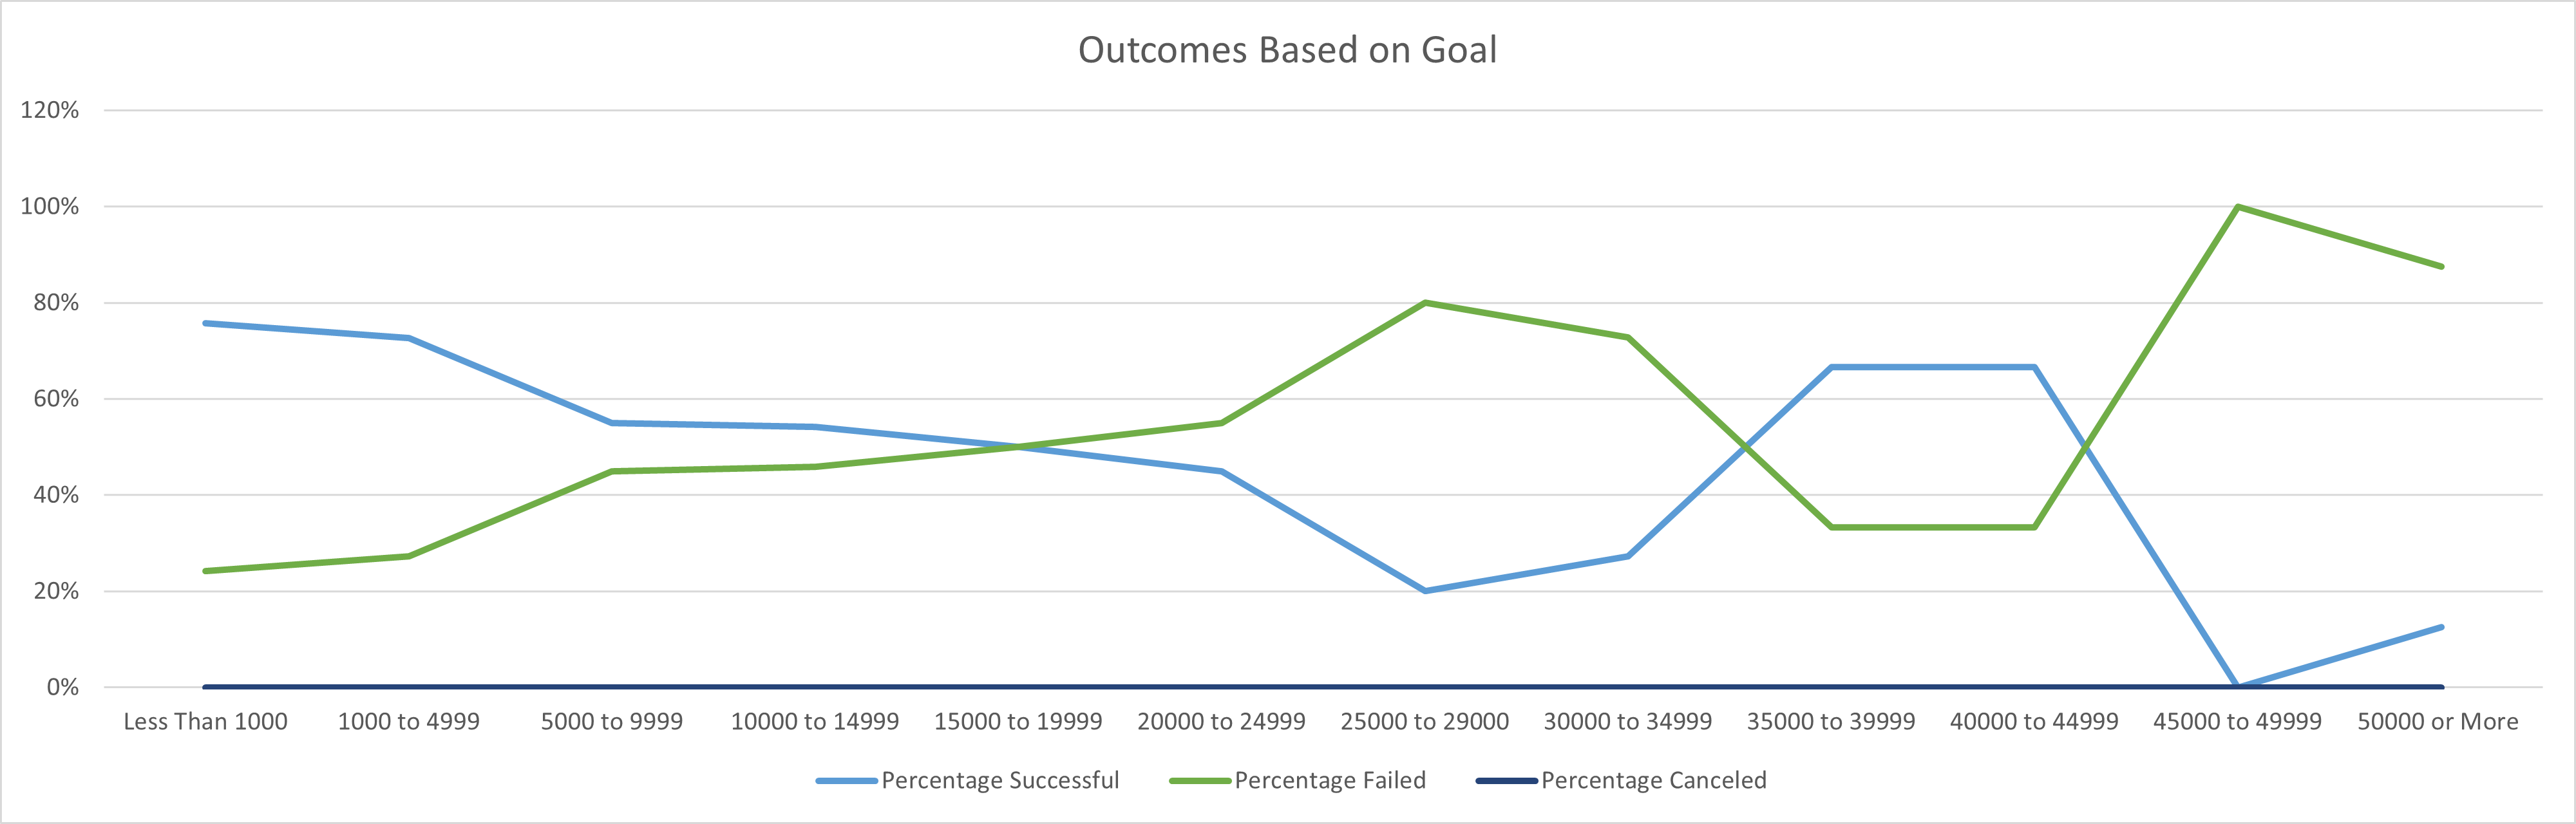 Outcomes Based on Goal
120%
100%
80%
60%
40%
20%
0%
Less Than 1000 1000 to 4999 5000 to 9999 10000 to 14999 15000 to 19999 20000 to 24999 25000 to 29000 30000 to 34999 35000 to 39999 40000 to 44999 45000 to 49999 50000 or More
Percentage Successful Percentage Failed Percentage Canceled